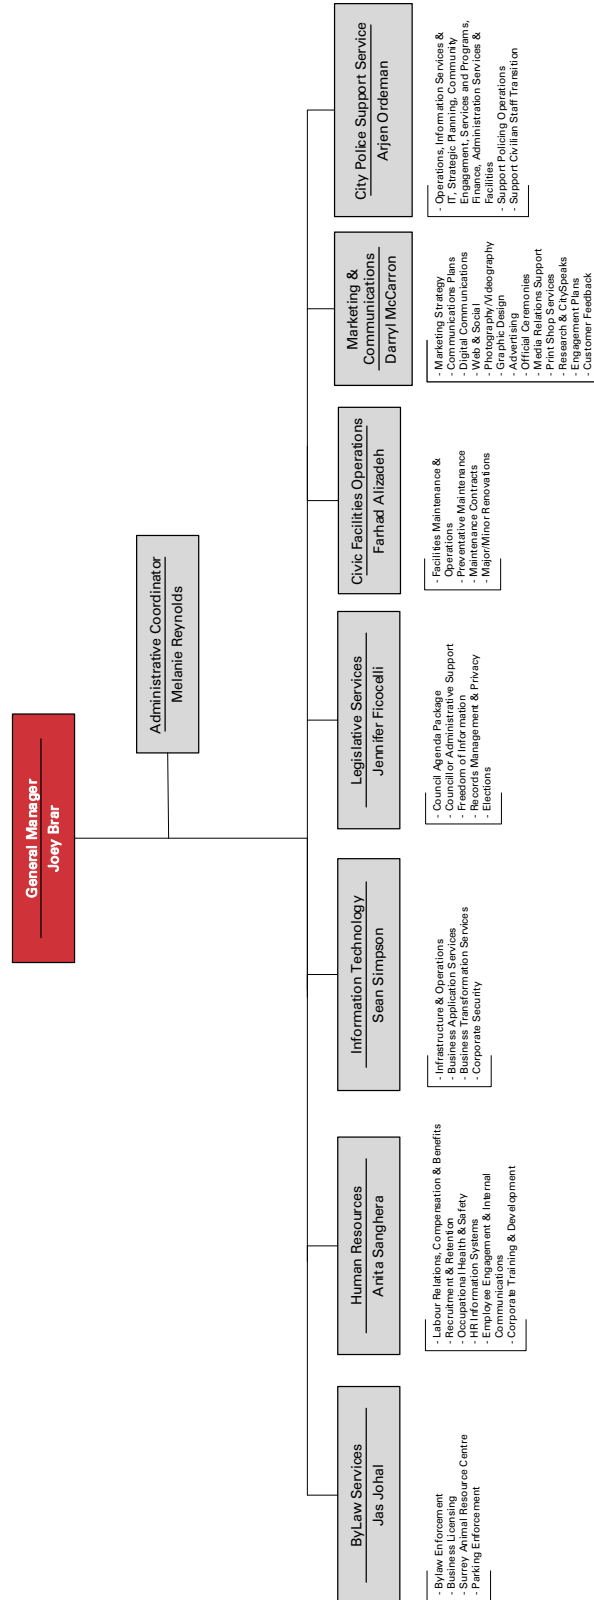 General Manager
Joey Brar
Administrative Coordinator
Melanie Reynolds
ByLaw Services
Jas Johal
- Bylaw Enforcement
- Business Licensing
- Surrey Animal Resource Centre
- Parking Enforcement
Human Resources
Anita Sanghera
- Labour Relations, Compensation & Benefits
- Recruitment & Retention
- Occupational Health & Safety
- HR Information Systems
- Employee Engagement & Internal
Communications
- Corporate Training & Development
Information Technology
Sean Simpson
- Infrastructure & Operations
- Business Application Services
- Business Transformation Services
- Corporate Security
Legislative Services
Jennifer Ficocelli
- Council Agenda Package
- Councillor Administrative Support
- Freedom of Information
- Records Management & Privacy
- Elections
Civic Facilities Operations
Farhad Alizadeh
- Facilities Maintenance &
Operations
- Preventative Maintenance
- Maintenance Contracts
- Major/Minor Renovations
Marketing &
Communications
Darryl McCarron
- Marketing Strategy
- Communications Plans
- Digital Communications
- Web & Social
- Photography/Videography
- Graphic Design
- Advertising
- Official Ceremonies
- Media Relations Support
- Print Shop Services
- Research & CitySpeaks
- Engagement Plans
- Customer Feedback
City Police Support Service
Arjen Ordeman
- Operations, Information Services &
IT, Strategic Planning, Community
Engagement, Services and Programs,
Finance, Administration Services &
Facilities
- Support Policing Operations
- Support Civilian Staff Transition